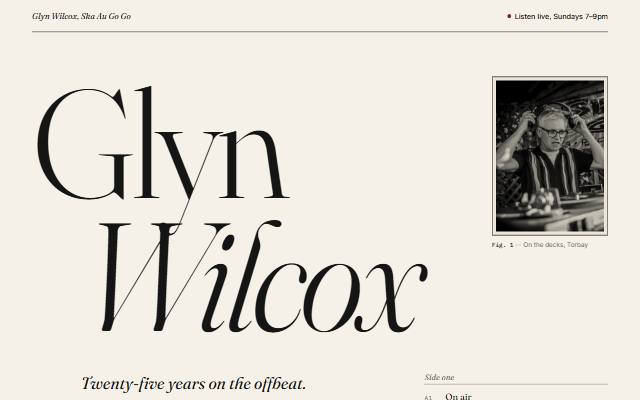 Glyn Wilcox, Ska Au Go Go
Listen live, Sundays 7–9pm
Glyn
Wilcox
Fig. 1 — On the decks, Torbay
Twenty-five years on the offbeat.
Side one
A1 On air